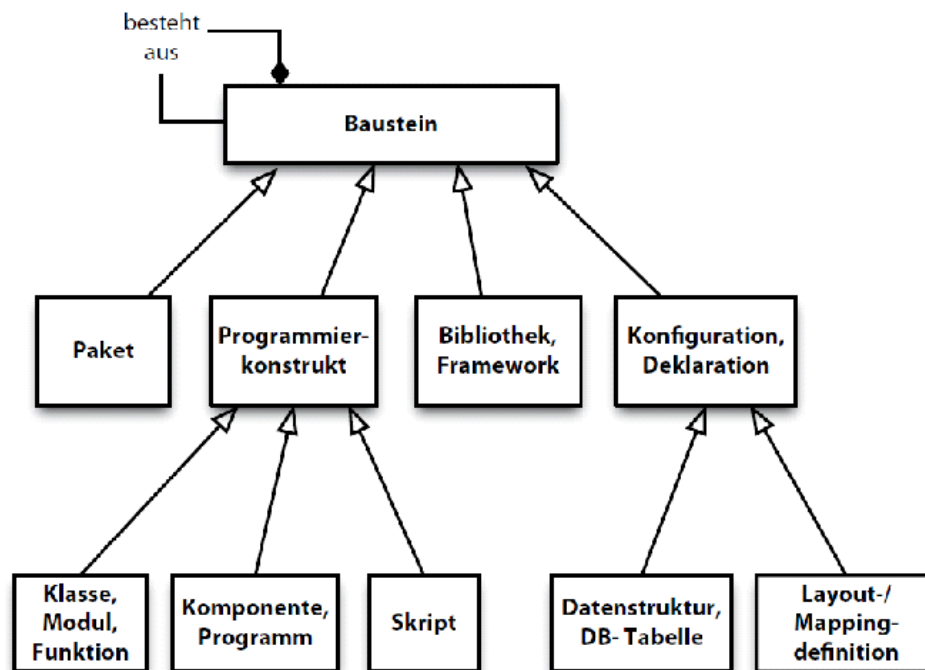 besteht
aus
Baustein
Paket
Programmier-
konstrukt
Bibliothek,
Framework
Konfiguration,
Deklaration
Klasse,
Modul,
Funktion
Komponente,
Programm
Skript
Datenstruktur,
DB- Tabelle
Layout-/
Mapping-
definition